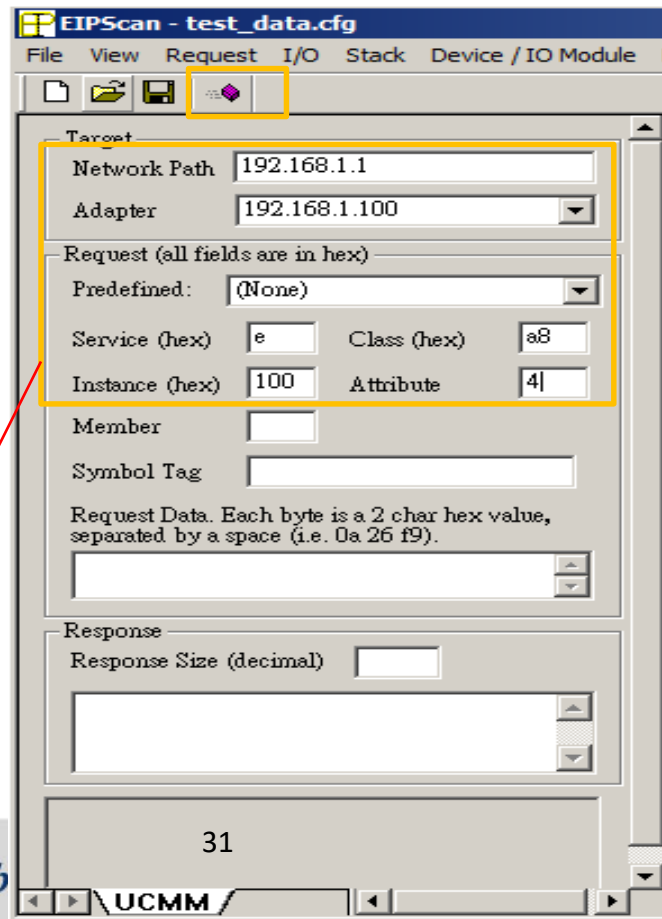 EIPScan - test_data.cfg
File View Request I/O Stack Device / IO Module
Target
Network Path 192.168.1.1
Adapter 192.168.1.100
Request (all fields are in hex)
Predefined: (None)
Service (hex) e Class (hex) a8
Instance (hex) 100 Attribute 4
Member
Symbol Tag
Request Data. Each byte is a 2 char hex value,
separated by a space (i.e. 0a 26 f9).
Response
Response Size (decimal)
31
UCMM